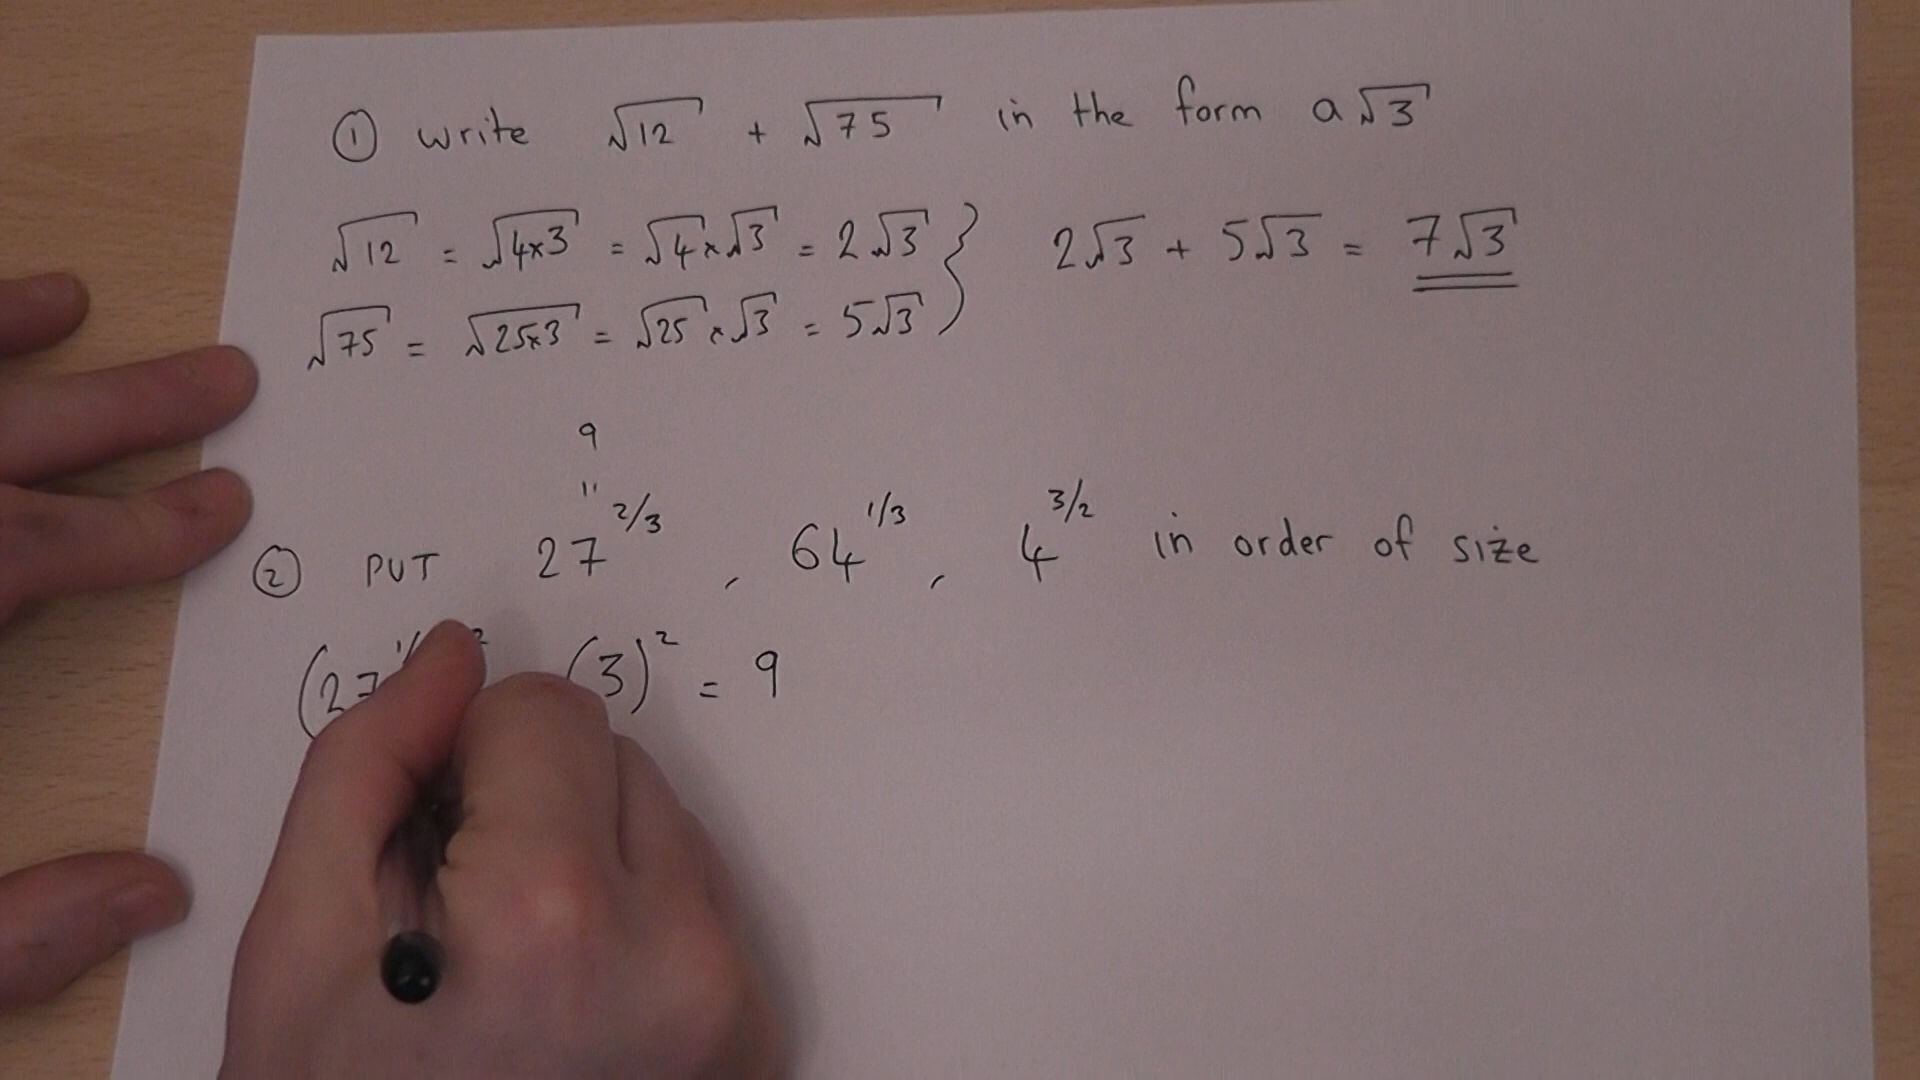 ① write √12 + √75 in the form a√3
√12 = √4×3 = √4 × √3 = 2√3 } 2√3 + 5√3 = 7√3
√75 = √25×3 = √25 × √3 = 5√3
9
"
② PUT 27^2/3 , 64^1/3 , 4^3/2 in order of size
(27 (3)² = 9